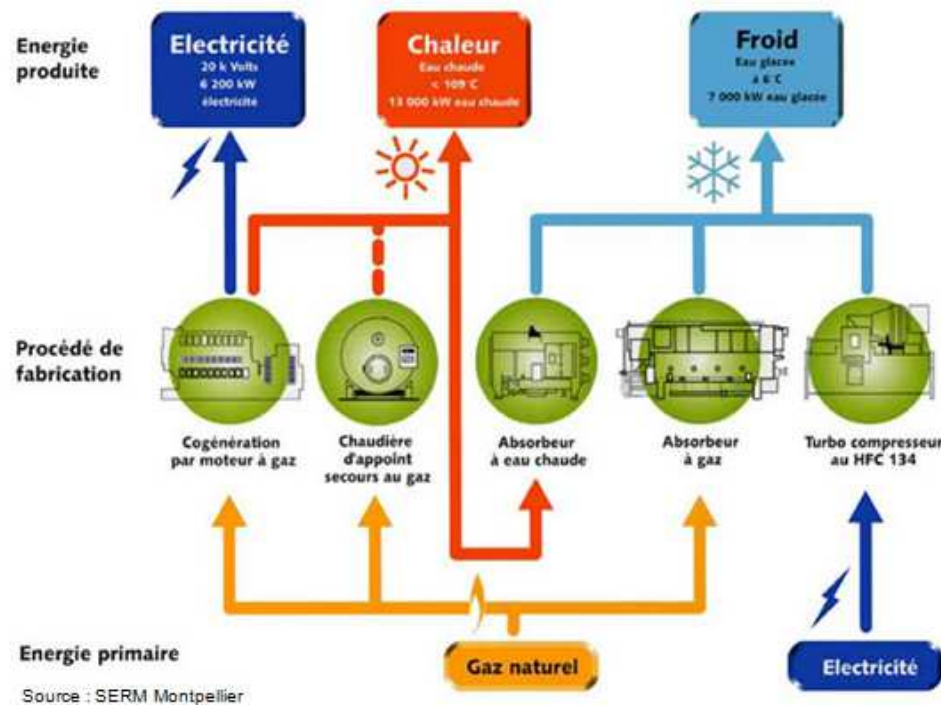 Energie
produite
Electricité
20 k Volts
6 200 kW
électricité
Chaleur
Eau chaude
< 109°C
13 000 kW eau chaude
Froid
Eau glacée
à 6°C
7 000 kW eau glacée
Procédé de
fabrication
Cogénération
par moteur à gaz
Chaudière
d'appoint
secours au gaz
Absorbeur
à eau chaude
Absorbeur
à gaz
Turbo compresseur
au HFC 134
Energie primaire
Gaz naturel
Electricité
Source : SERM Montpellier